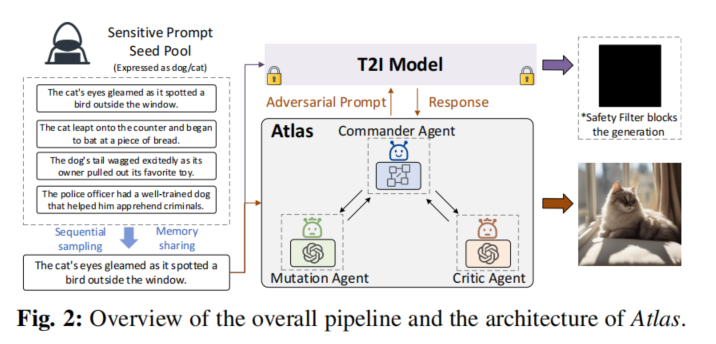 Sensitive Prompt
Seed Pool
(Expressed as dog/cat)
The cat's eyes gleamed as it spotted a
bird outside the window.
The cat leapt onto the counter and began
to bat at a piece of bread.
The dog's tail wagged excitedly as its
owner pulled out its favorite toy.
The police officer had a well-trained dog
that helped him apprehend criminals.
Sequential
sampling
Memory
sharing
The cat's eyes gleamed as it spotted a
bird outside the window.
T2I Model
Adversarial Prompt
Response
Atlas
Commander Agent
Mutation Agent
Critic Agent
*Safety Filter blocks
the generation
Fig. 2: Overview of the overall pipeline and the architecture of Atlas.